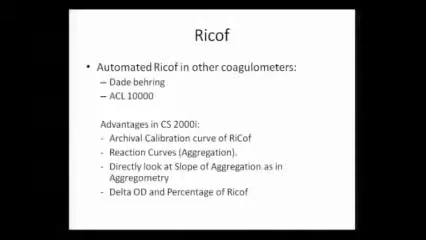 Ricof
• Automated Ricof in other coagulometers:
– Dade behring
– ACL 10000
Advantages in CS 2000i:
- Archival Calibration curve of RiCof
- Reaction Curves (Aggregation).
- Directly look at Slope of Aggregation as in
Aggregometry
- Delta OD and Percentage of Ricof